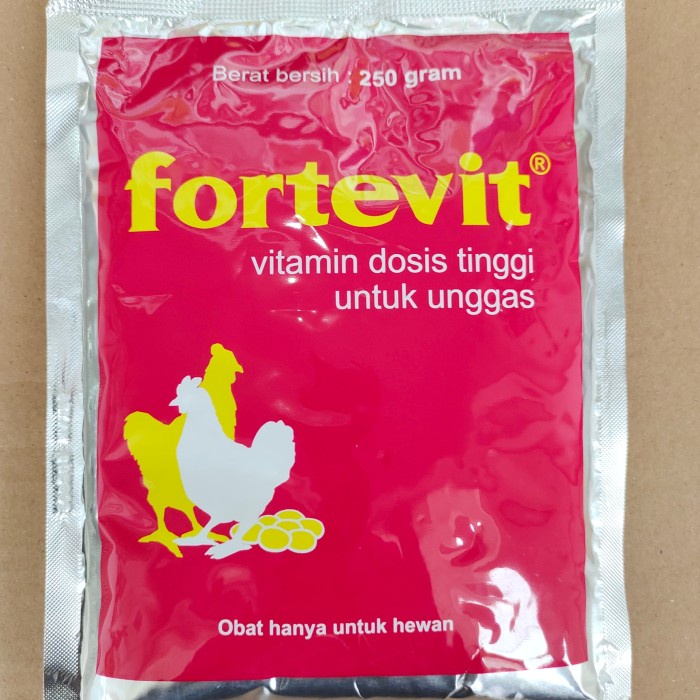 Berat bersih : 250 gram
fortevit®
vitamin dosis tinggi
untuk unggas
Obat hanya untuk hewan